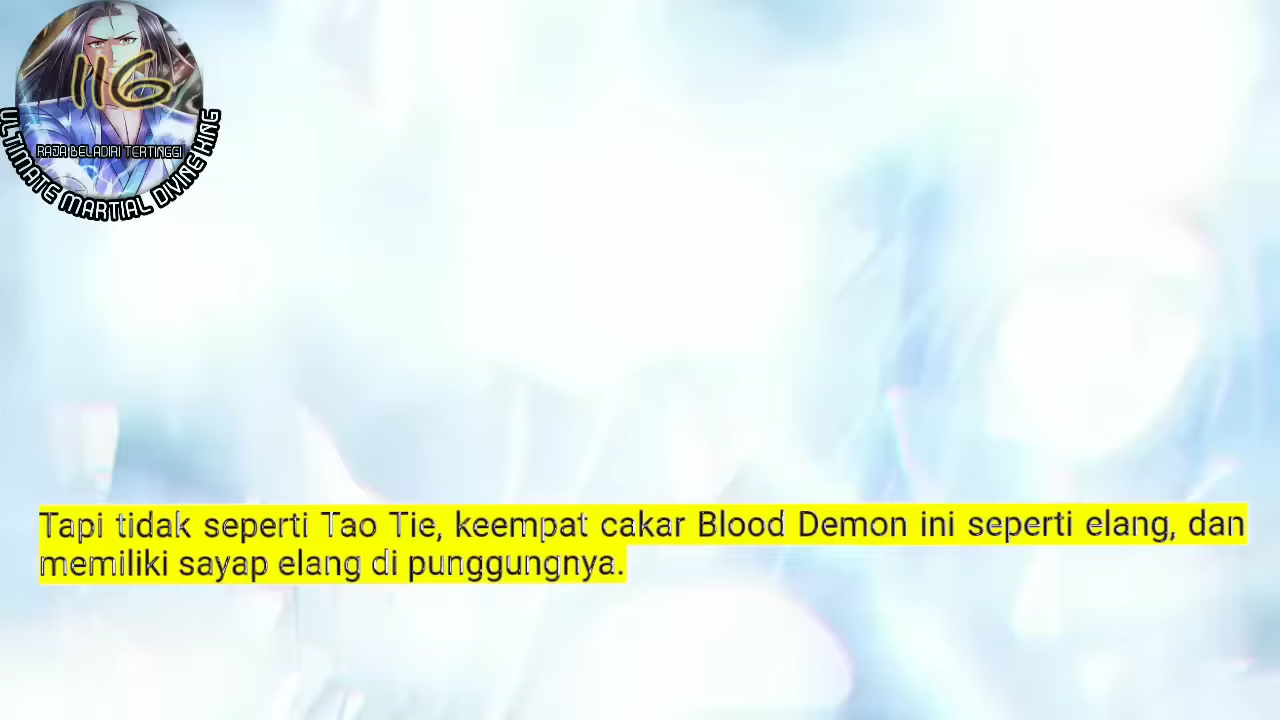 116
RAJA BELADIRI TERTINGGI
ULTIMATE MARTIAL DIVINE KING
Tapi tidak seperti Tao Tie, keempat cakar Blood Demon ini seperti elang, dan
memiliki sayap elang di punggungnya.